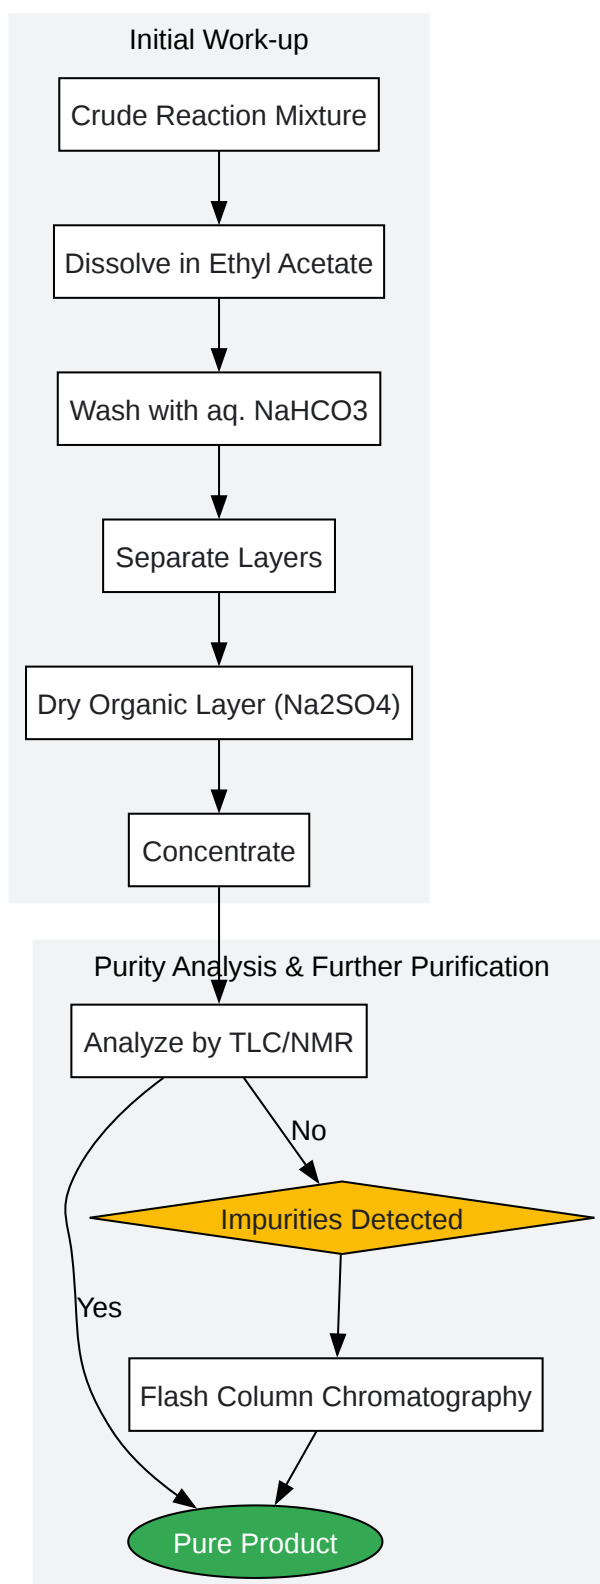 Initial Work-up
Crude Reaction Mixture
Dissolve in Ethyl Acetate
Wash with aq. NaHCO3
Separate Layers
Dry Organic Layer (Na2SO4)
Concentrate
Purity Analysis & Further Purification
Analyze by TLC/NMR
No
Impurities Detected
Yes
Flash Column Chromatography
Pure Product